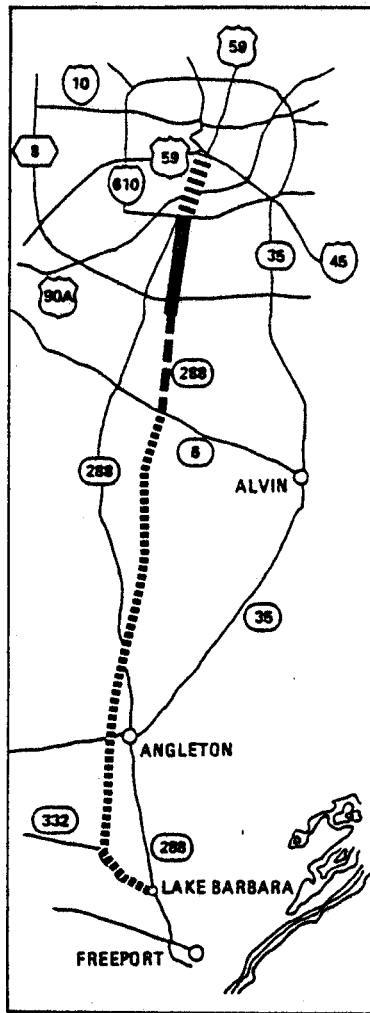 59
10
8
59
610
35
45
90A
288
6
288
ALVIN
35
ANGLETON
332
288
LAKE BARBARA
FREEPORT